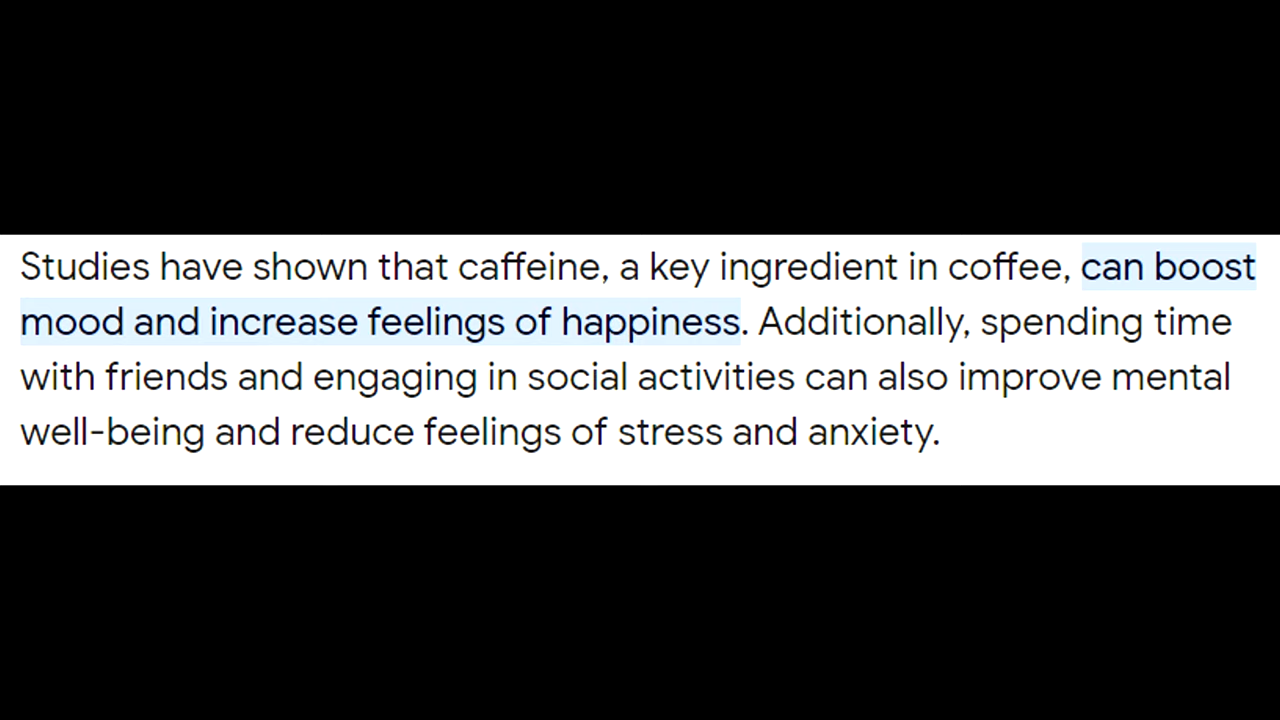 Studies have shown that caffeine, a key ingredient in coffee, can boost
mood and increase feelings of happiness. Additionally, spending time
with friends and engaging in social activities can also improve mental
well-being and reduce feelings of stress and anxiety.